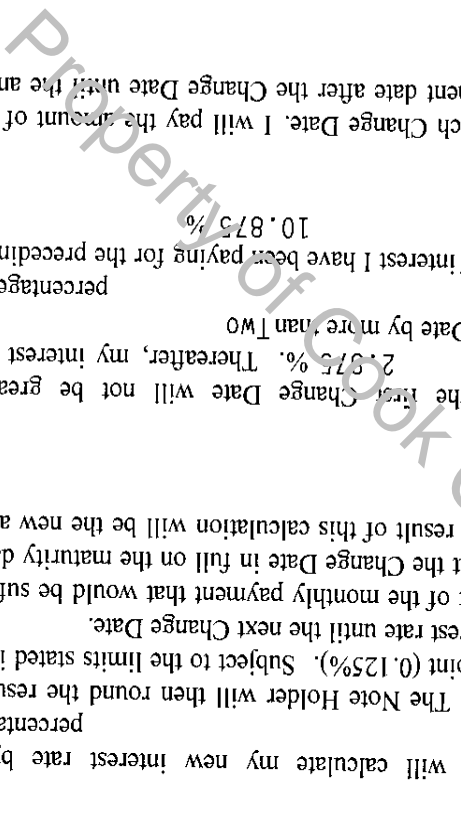 will calculate my new interest rate by
percenta
The Note Holder will then round the resu
oint (0.125%). Subject to the limits stated i
rest rate until the next Change Date.
t of the monthly payment that would be suf
t the Change Date in full on the maturity d
result of this calculation will be the new a
he first Change Date will not be grea
2.875 %. Thereafter, my interest
Date by more than Two
percentage
interest I have been paying for the precedin
10.875 %
ch Change Date. I will pay the amount of
nent date after the Change Date until the an
Property of Cook C